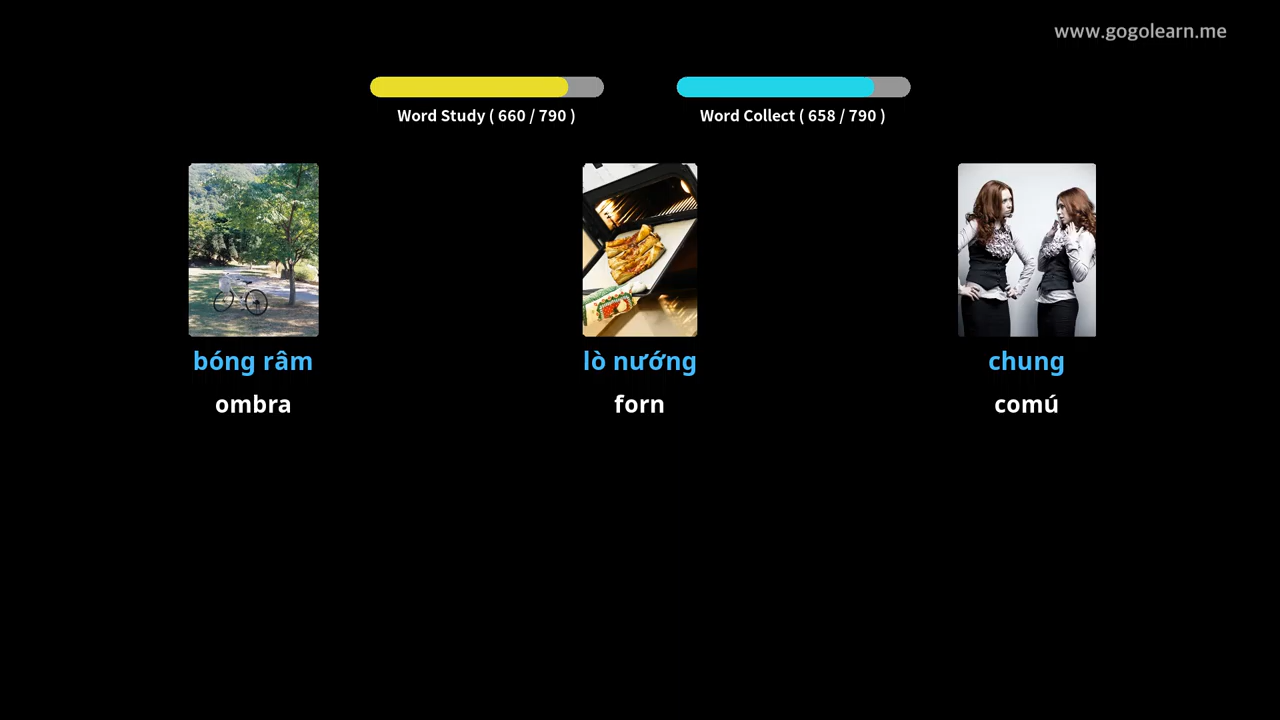 www.gogolearn.me
Word Study ( 660 / 790 )
Word Collect ( 658 / 790 )
bóng râm
lò nướng
chung
ombra
forn
comú